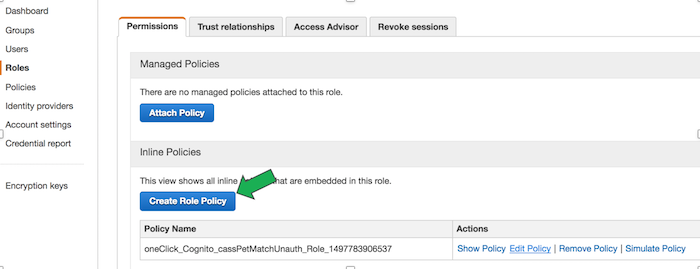 Dashboard
Groups
Users
Roles
Policies
Identity providers
Account settings
Credential report
Encryption keys
Permissions
Trust relationships
Access Advisor
Revoke sessions
Managed Policies
There are no managed policies attached to this role.
Attach Policy
Inline Policies
This view shows all inline that are embedded in this role.
Create Role Policy
Policy Name
Actions
oneClick_Cognito_cassPetMatchUnauth_Role_1497783906537
Show Policy | Edit Policy | Remove Policy | Simulate Policy